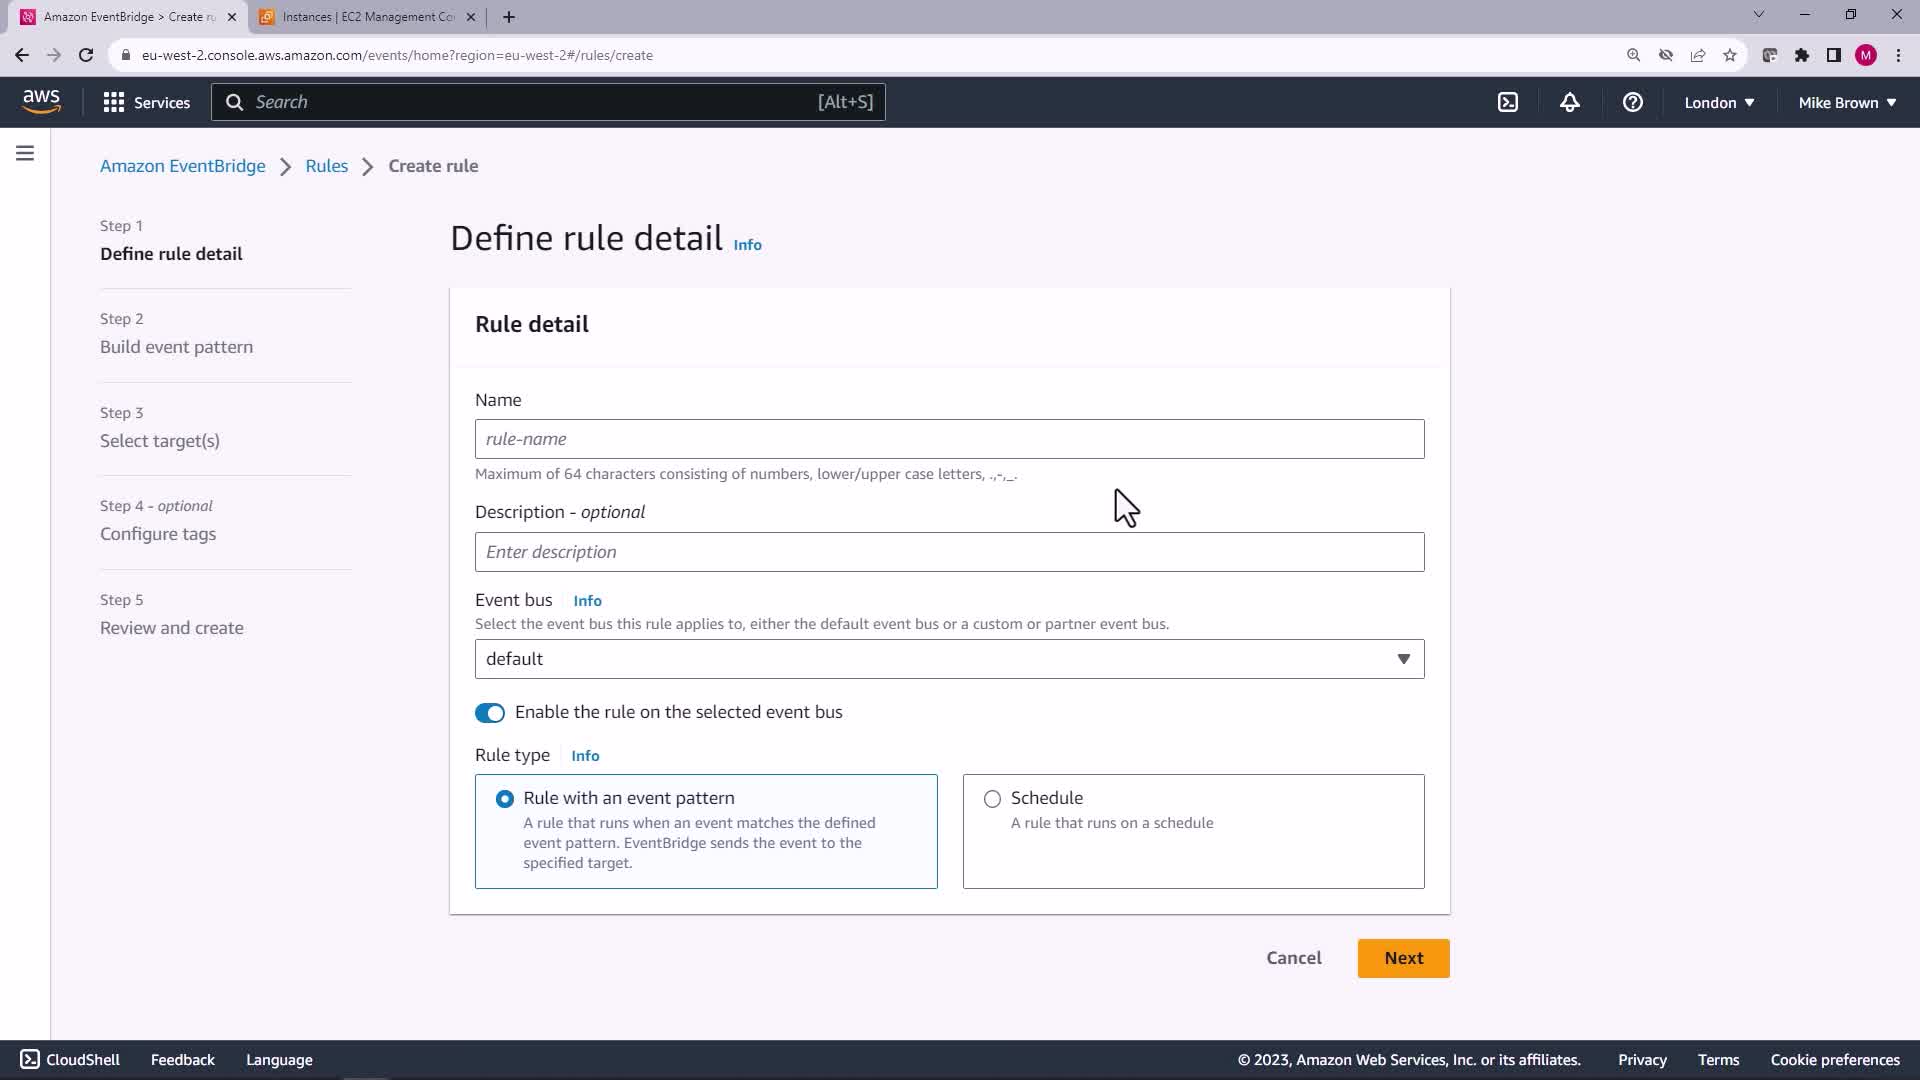 Amazon EventBridge > Create ru
Instances | EC2 Management Co
eu-west-2.console.aws.amazon.com/events/home?region=eu-west-2#/rules/create
M
aws
Services
Search
[Alt+S]
London
Mike Brown
Amazon EventBridge
Rules
Create rule
Step 1
Define rule detail
Step 2
Build event pattern
Step 3
Select target(s)
Step 4 - optional
Configure tags
Step 5
Review and create
Define rule detail Info
Rule detail
Name
rule-name
Maximum of 64 characters consisting of numbers, lower/upper case letters, .,-,_.
Description - optional
Enter description
Event bus Info
Select the event bus this rule applies to, either the default event bus or a custom or partner event bus.
default
Enable the rule on the selected event bus
Rule type Info
Rule with an event pattern
A rule that runs when an event matches the defined
event pattern. EventBridge sends the event to the
specified target.
Schedule
A rule that runs on a schedule
Cancel
Next
CloudShell
Feedback
Language
© 2023, Amazon Web Services, Inc. or its affiliates.
Privacy
Terms
Cookie preferences